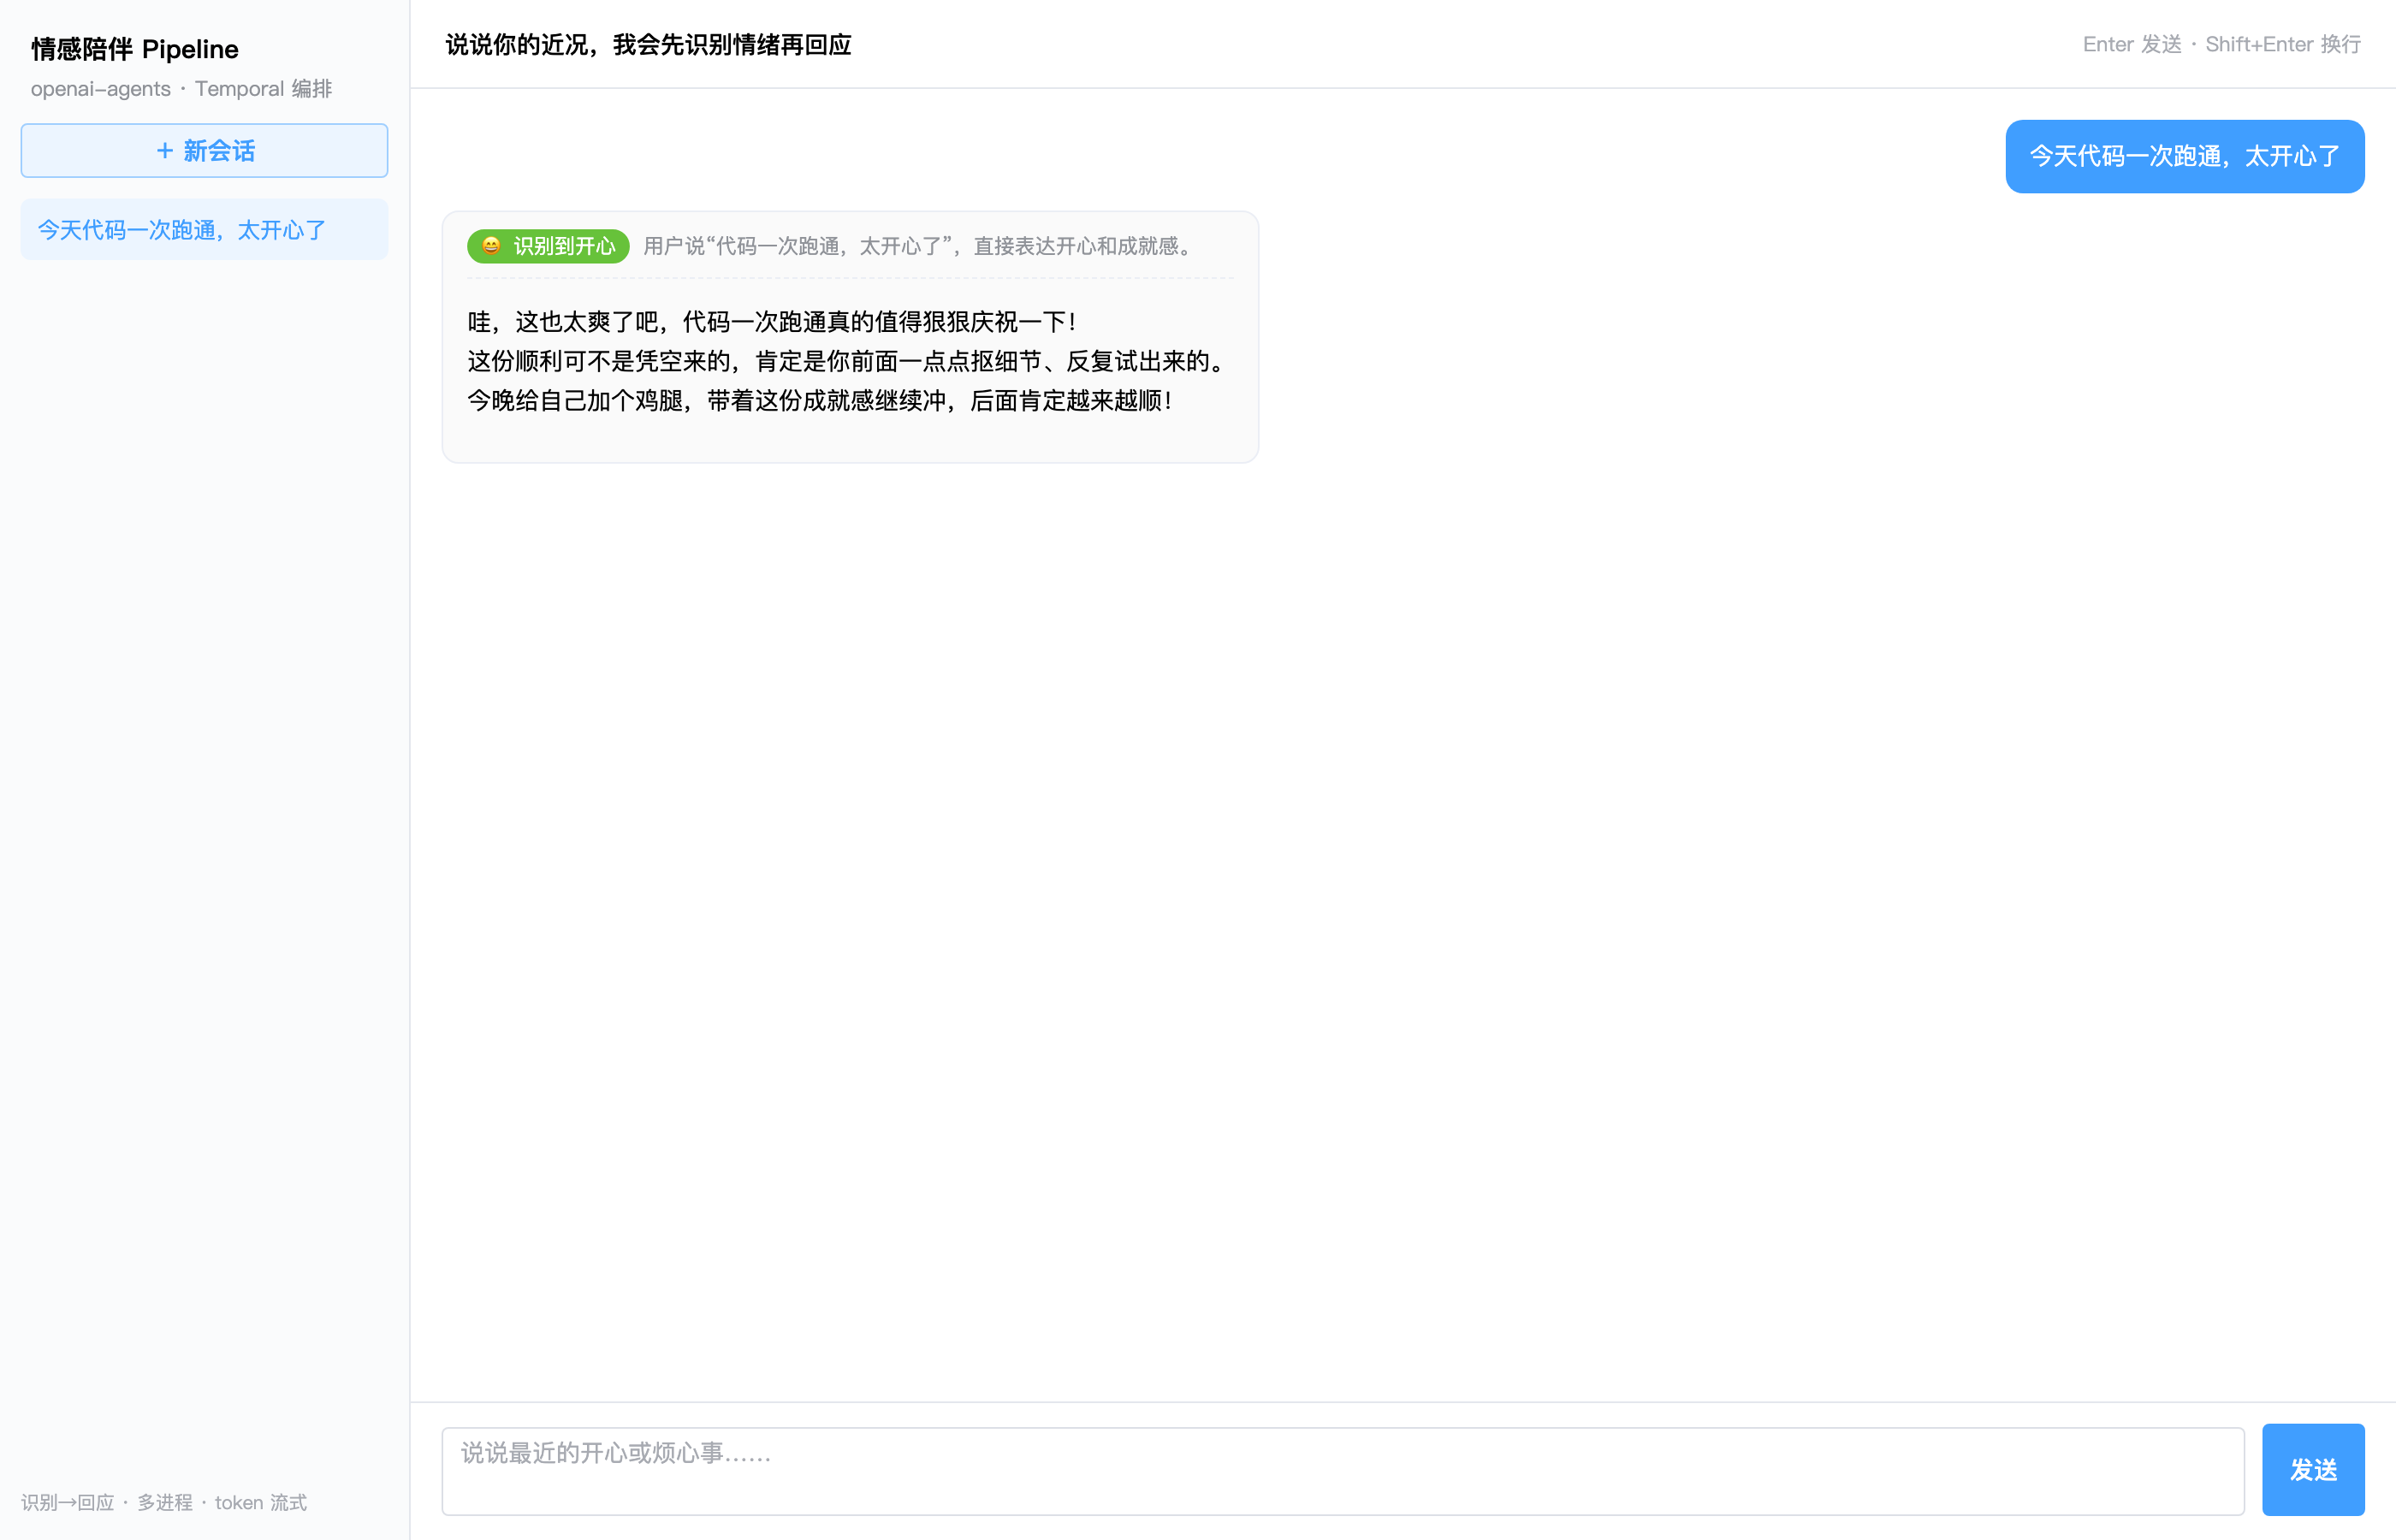 情感陪伴 Pipeline
openai-agents · Temporal 编排
+ 新会话
今天代码一次跑通，太开心了
识别→回应 · 多进程 · token 流式
说说你的近况，我会先识别情绪再回应
Enter 发送 · Shift+Enter 换行
今天代码一次跑通，太开心了
😄 识别到开心 用户说“代码一次跑通，太开心了”，直接表达开心和成就感。
哇，这也太爽了吧，代码一次跑通真的值得狠狠庆祝一下！
这份顺利可不是凭空来的，肯定是你前面一点点抠细节、反复试出来的。
今晚给自己加个鸡腿，带着这份成就感继续冲，后面肯定越来越顺！
说说最近的开心或烦心事……
发送